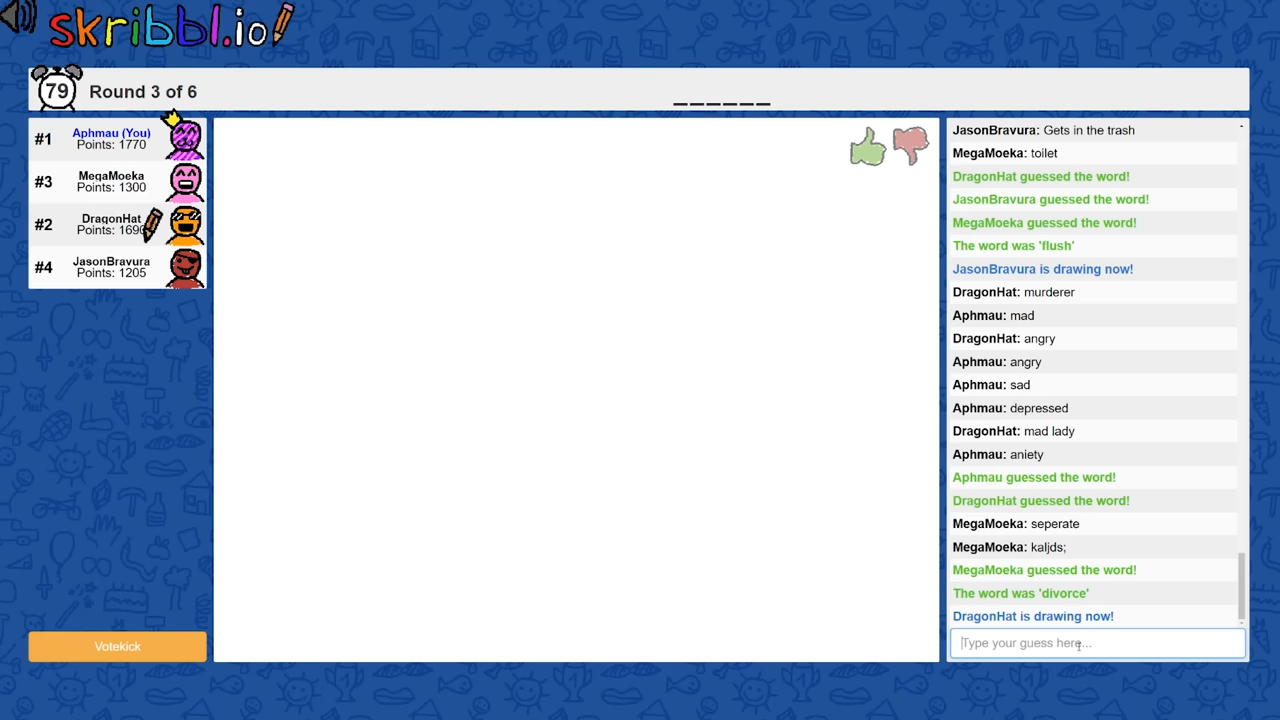 skribbl.io
79
Round 3 of 6
______
#1
Aphmau (You)
Points: 1770
#3
MegaMoeka
Points: 1300
#2
DragonHat
Points: 1690
#4
JasonBravura
Points: 1205
Votekick
JasonBravura: Gets in the trash
MegaMoeka: toilet
DragonHat guessed the word!
JasonBravura guessed the word!
MegaMoeka guessed the word!
The word was 'flush'
JasonBravura is drawing now!
DragonHat: murderer
Aphmau: mad
DragonHat: angry
Aphmau: angry
Aphmau: sad
Aphmau: depressed
DragonHat: mad lady
Aphmau: aniety
Aphmau guessed the word!
DragonHat guessed the word!
MegaMoeka: seperate
MegaMoeka: kaljds;
MegaMoeka guessed the word!
The word was 'divorce'
DragonHat is drawing now!
Type your guess here...